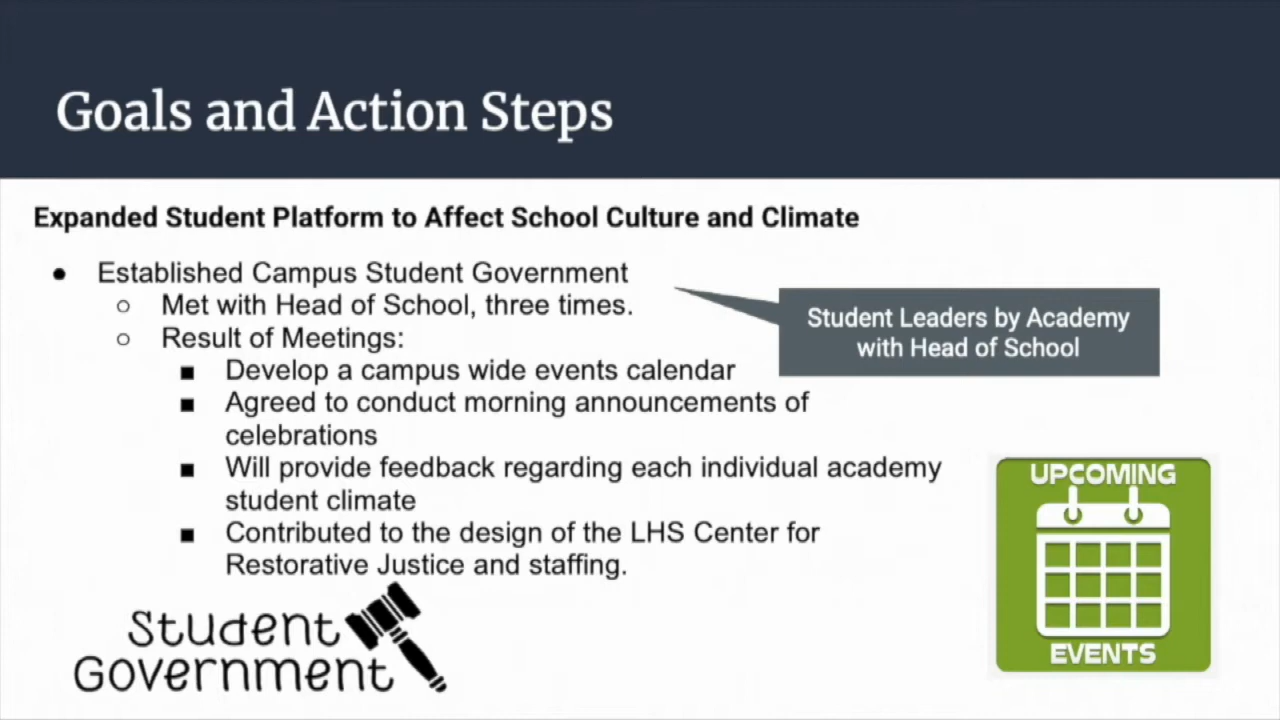 Goals and Action Steps
Expanded Student Platform to Affect School Culture and Climate
● Established Campus Student Government
○ Met with Head of School, three times.
○ Result of Meetings:
■ Develop a campus wide events calendar
■ Agreed to conduct morning announcements of
celebrations
■ Will provide feedback regarding each individual academy
student climate
■ Contributed to the design of the LHS Center for
Restorative Justice and staffing.
Student Leaders by Academy
with Head of School
Student
Government
UPCOMING
EVENTS